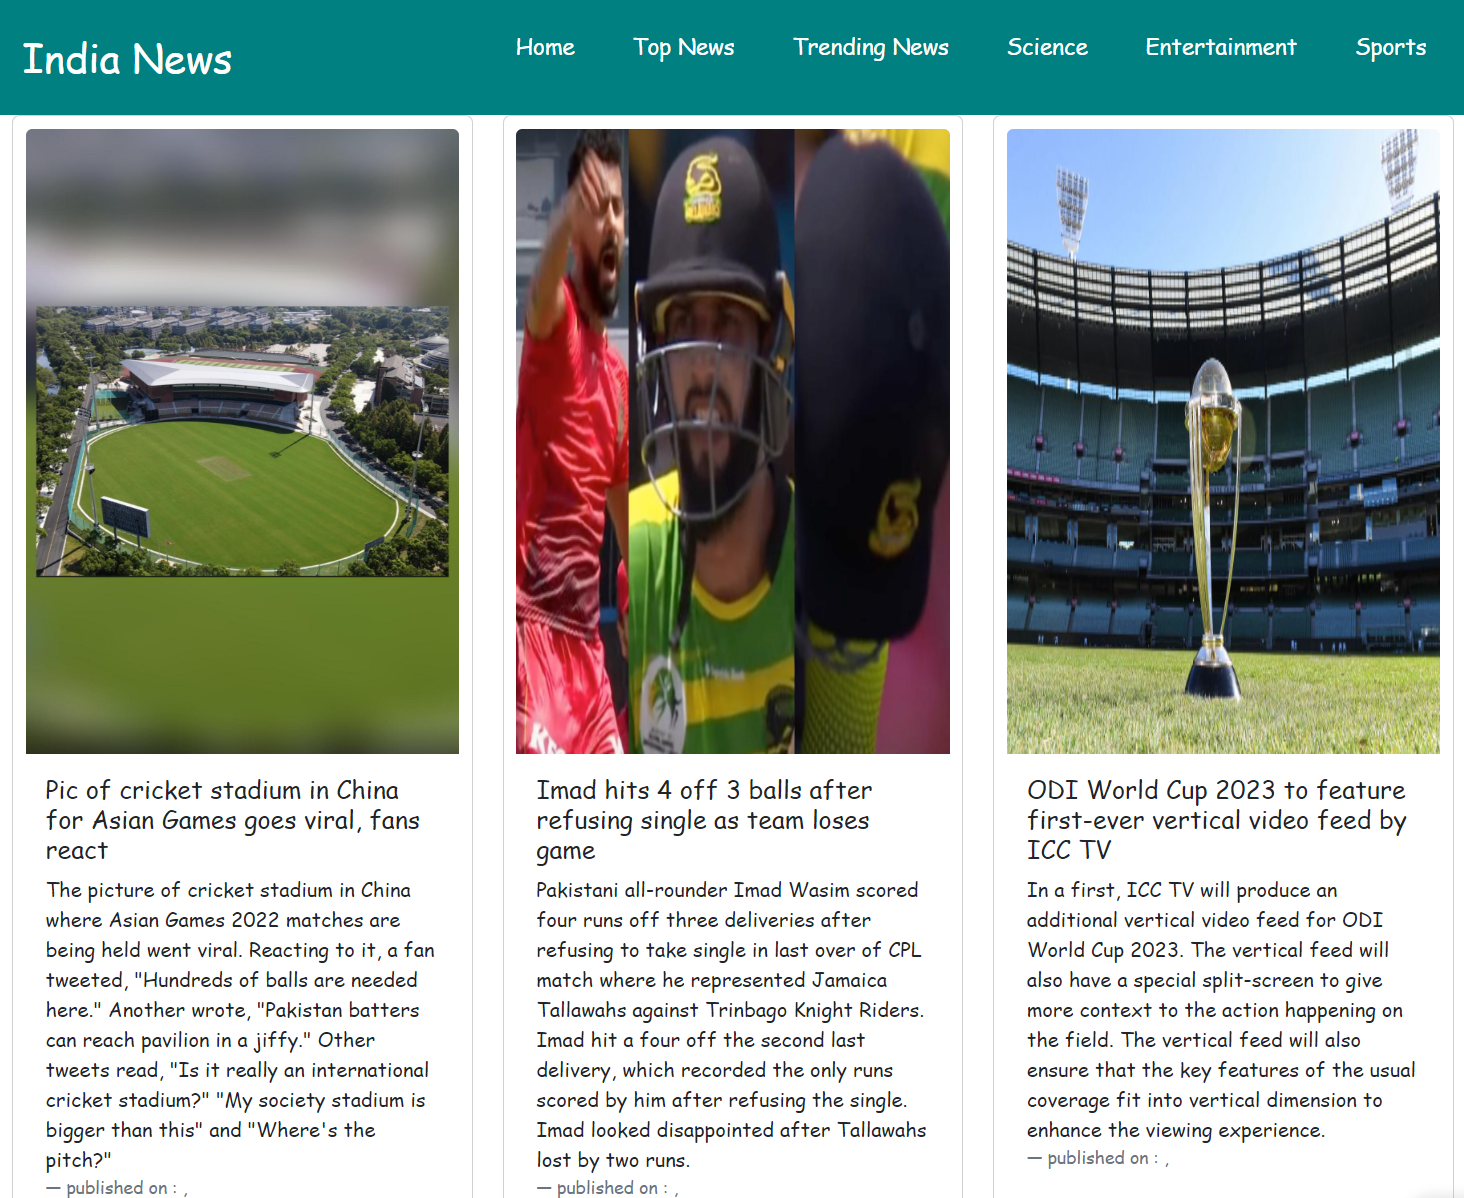 India News
Home
Top News
Trending News
Science
Entertainment
Sports
Pic of cricket stadium in China
for Asian Games goes viral, fans
react
The picture of cricket stadium in China
where Asian Games 2022 matches are
being held went viral. Reacting to it, a fan
tweeted, "Hundreds of balls are needed
here." Another wrote, "Pakistan batters
can reach pavilion in a jiffy." Other
tweets read, "Is it really an international
cricket stadium?" "My society stadium is
bigger than this" and "Where's the
pitch?"
— published on : ,
Imad hits 4 off 3 balls after
refusing single as team loses
game
Pakistani all-rounder Imad Wasim scored
four runs off three deliveries after
refusing to take single in last over of CPL
match where he represented Jamaica
Tallawahs against Trinbago Knight Riders.
Imad hit a four off the second last
delivery, which recorded the only runs
scored by him after refusing the single.
Imad looked disappointed after Tallawahs
lost by two runs.
— published on : ,
ODI World Cup 2023 to feature
first-ever vertical video feed by
ICC TV
In a first, ICC TV will produce an
additional vertical video feed for ODI
World Cup 2023. The vertical feed will
also have a special split-screen to give
more context to the action happening on
the field. The vertical feed will also
ensure that the key features of the usual
coverage fit into vertical dimension to
enhance the viewing experience.
— published on : ,